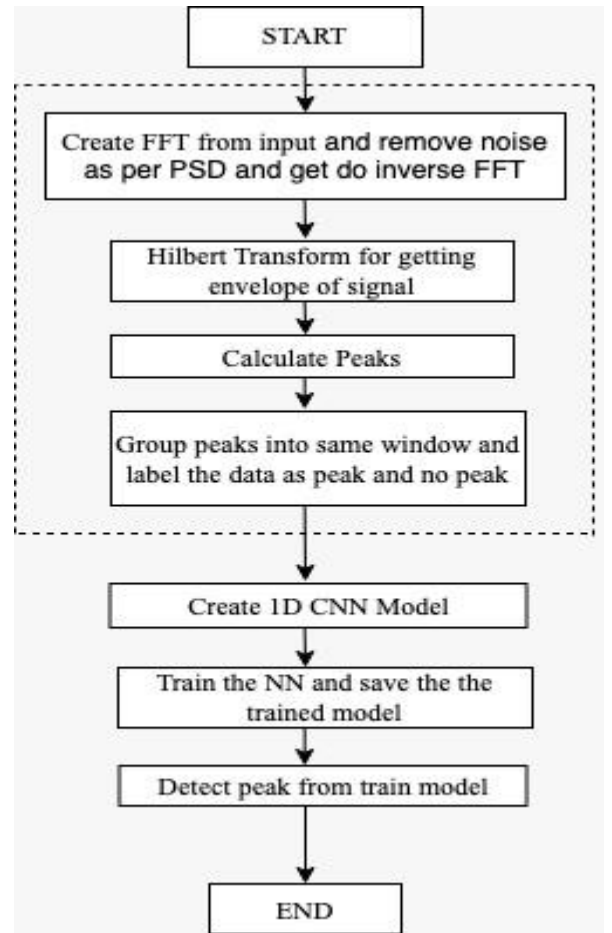 START
Create FFT from input and remove noise
as per PSD and get do inverse FFT
Hilbert Transform for getting
envelope of signal
Calculate Peaks
Group peaks into same window and
label the data as peak and no peak
Create 1D CNN Model
Train the NN and save the the
trained model
Detect peak from train model
END